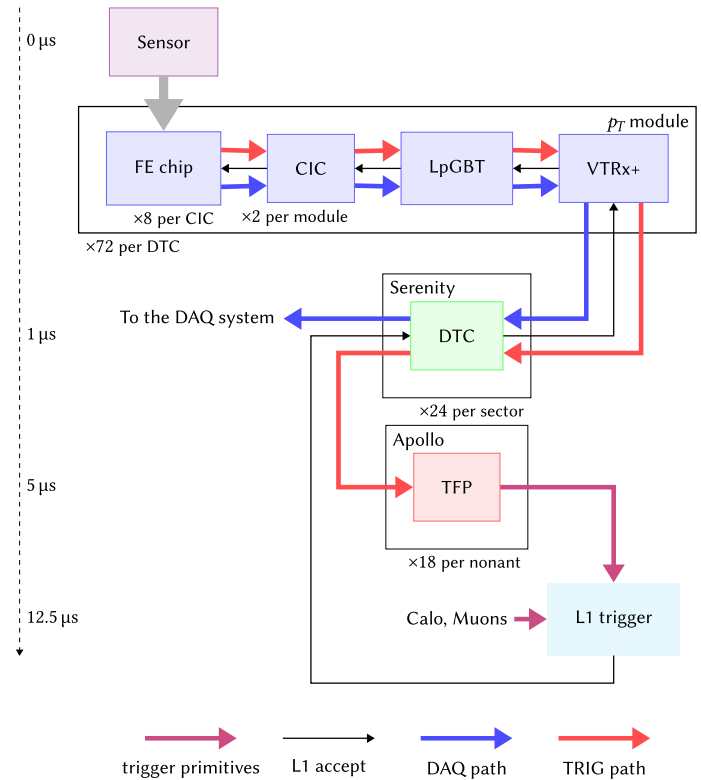 0 μs
Sensor
p_T module
FE chip
CIC
LpGBT
VTRx+
×8 per CIC
×2 per module
×72 per DTC
Serenity
To the DAQ system
DTC
1 μs
×24 per sector
Apollo
5 μs
TFP
×18 per nonant
12.5 μs
Calo, Muons
L1 trigger
trigger primitives
L1 accept
DAQ path
TRIG path